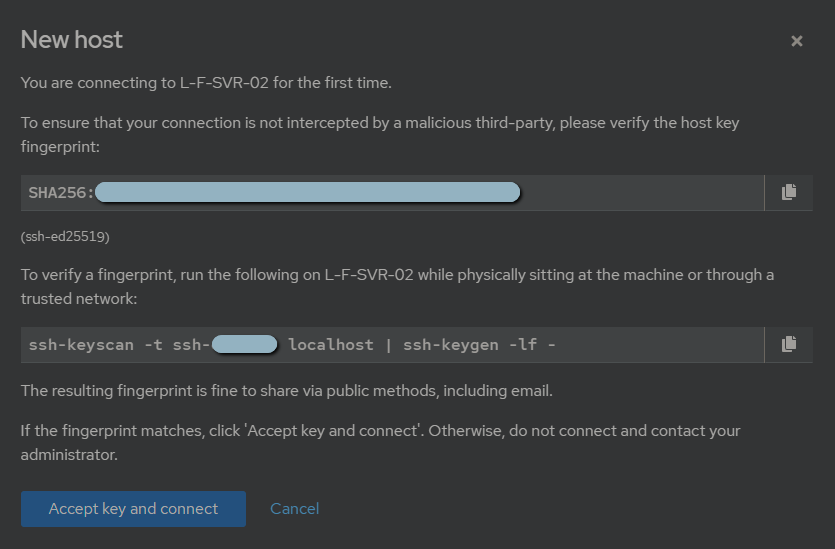 New host
You are connecting to L-F-SVR-02 for the first time.
To ensure that your connection is not intercepted by a malicious third-party, please verify the host key
fingerprint:
SHA256:
(ssh-ed25519)
To verify a fingerprint, run the following on L-F-SVR-02 while physically sitting at the machine or through a
trusted network:
ssh-keyscan -t ssh- localhost | ssh-keygen -lf -
The resulting fingerprint is fine to share via public methods, including email.
If the fingerprint matches, click 'Accept key and connect'. Otherwise, do not connect and contact your
administrator.
Accept key and connect Cancel